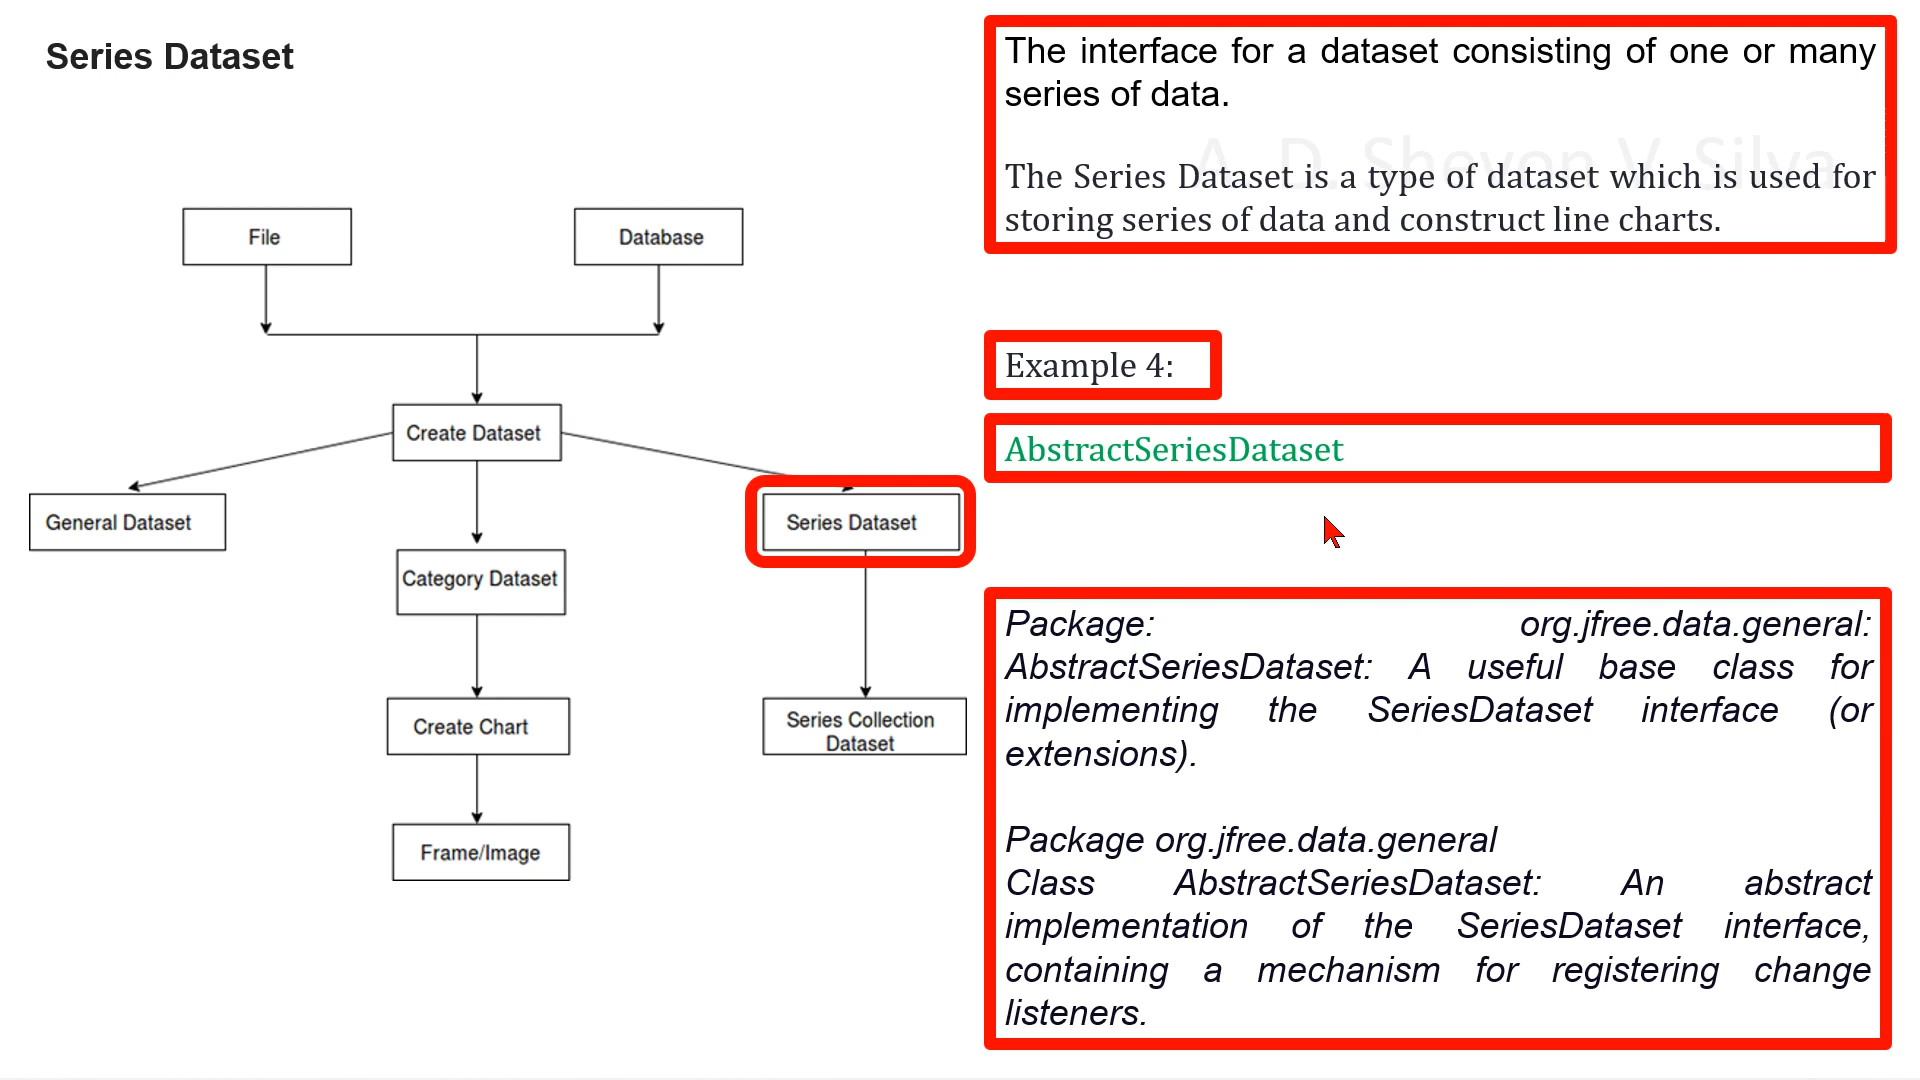 Series Dataset
The interface for a dataset consisting of one or many
series of data.
A. D. Shevon V. Silva
The Series Dataset is a type of dataset which is used for
storing series of data and construct line charts.
File
Database
Create Dataset
General Dataset
Category Dataset
Series Dataset
Create Chart
Series Collection
Dataset
Frame/Image
Example 4:
AbstractSeriesDataset
Package: org.jfree.data.general:
AbstractSeriesDataset: A useful base class for
implementing the SeriesDataset interface (or
extensions).
Package org.jfree.data.general
Class AbstractSeriesDataset: An abstract
implementation of the SeriesDataset interface,
containing a mechanism for registering change
listeners.